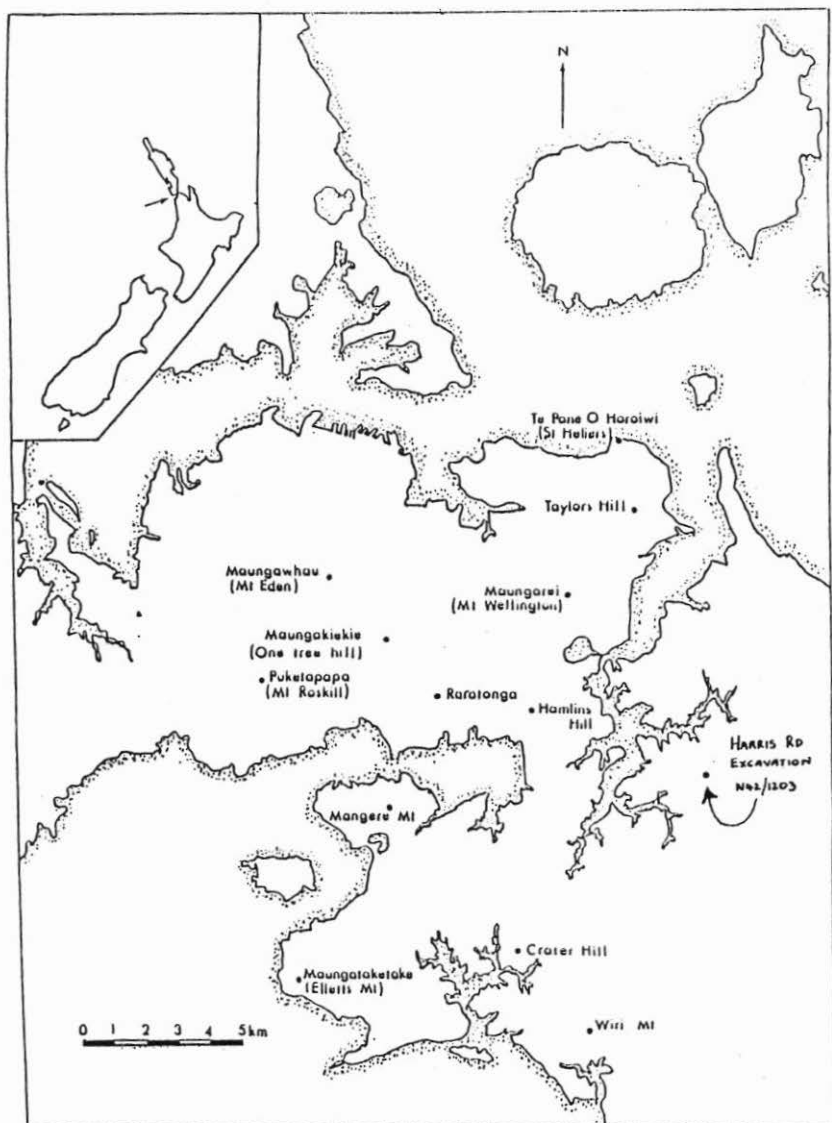 N
Te Pane O Horoiwi
(St Heliers)
Taylors Hill
Maungawhau
(Mt Eden)
Maungarei
(Mt Wellington)
Maungakiekie
(One tree hill)
Puketapapa
(Mt Roskill)
Raratonga
Hamlins
Hill
HARRIS RD
EXCAVATION
N42/1203
Mangere Mt
Crater Hill
Maungataketake
(Elletts Mt)
Wiri Mt
0 1 2 3 4 5km